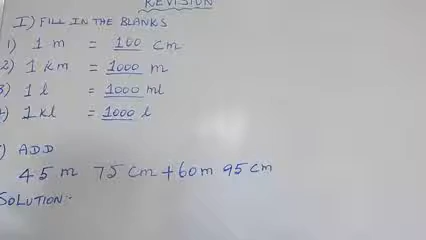 REVISION
I) FILL IN THE BLANKS
1) 1 m = 100 cm
2) 1 km = 1000 m
3) 1 l = 1000 ml
4) 1 kl = 1000 l
) ADD
45 m 75 cm + 60 m 95 cm
SOLUTION:-